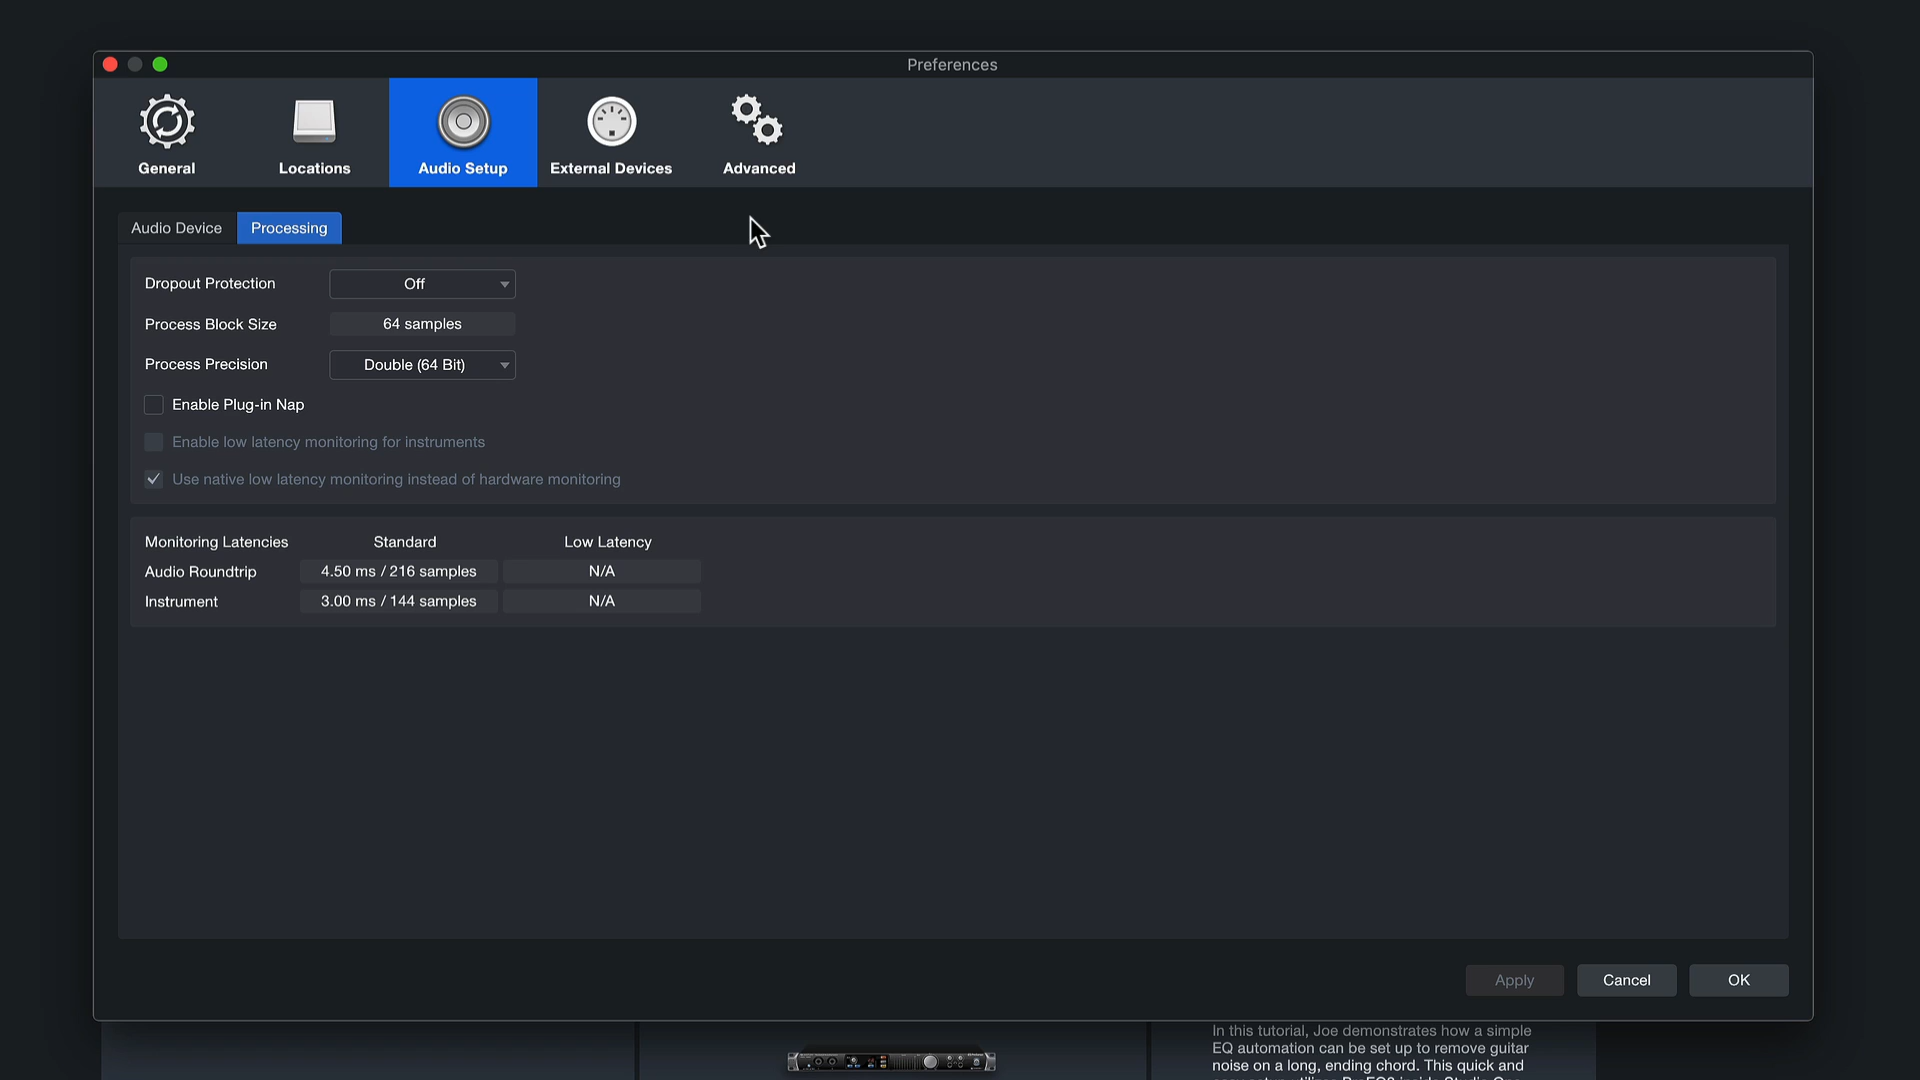 Preferences
General
Locations
Audio Setup
External Devices
Advanced
Audio Device
Processing
Dropout Protection
Off
Process Block Size
64 samples
Process Precision
Double (64 Bit)
Enable Plug-in Nap
Enable low latency monitoring for instruments
Use native low latency monitoring instead of hardware monitoring
Monitoring Latencies
Standard
Low Latency
Audio Roundtrip
4.50 ms / 216 samples
N/A
Instrument
3.00 ms / 144 samples
N/A
Apply
Cancel
OK
In this tutorial, Joe demonstrates how a simple
EQ automation can be set up to remove guitar
noise on a long, ending chord. This quick and